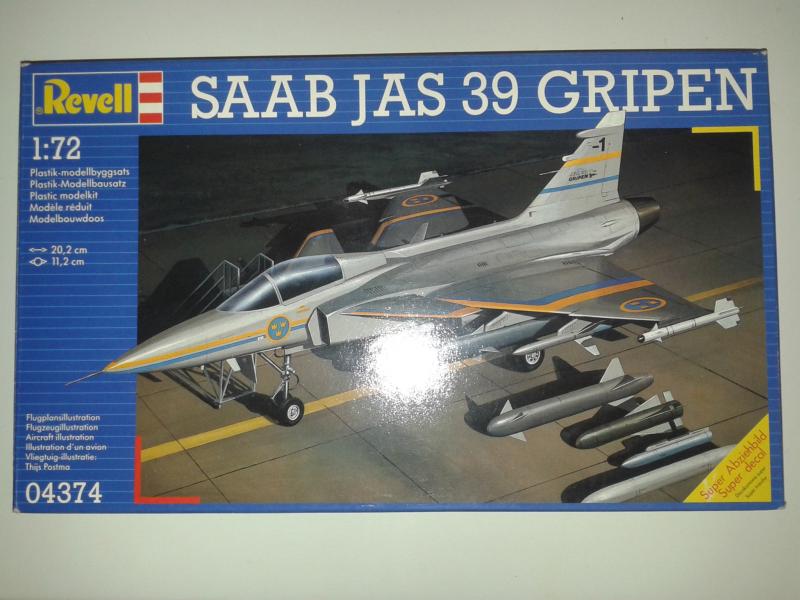 ®Revell
SAAB JAS 39 GRIPEN
1:72
Plastik-modellbyggsats
Plastik-Modellbausatz
Plastic modelkit
Modèle réduit
Modelbouwdoos
20,2 cm
11,2 cm
-1
GRIPEN
Flugplansillustration
Flugzeugillustration
Aircraft illustration
Illustration d'un avion
Vliegtuig-illustratie:
Thijs Postma
04374
Super Abziehbild
Super decal